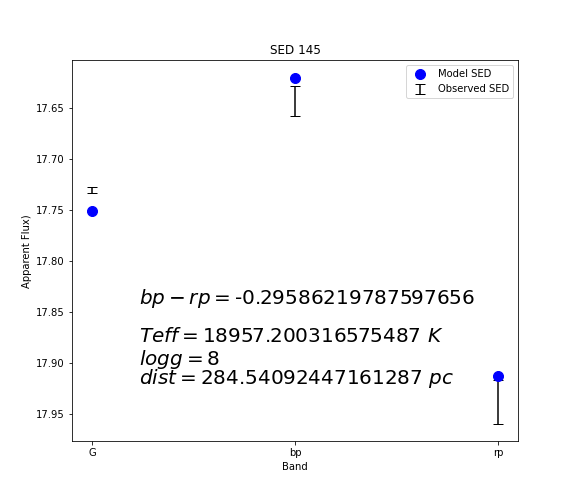 SED 145
Model SED
Observed SED
17.65
17.70
17.75
17.80
17.85
17.90
17.95
Apparent Flux)
bp − rp = -0.29586219787597656
Teff = 18957.200316575487 K
logg = 8
dist = 284.54092447161287 pc
G bp rp
Band